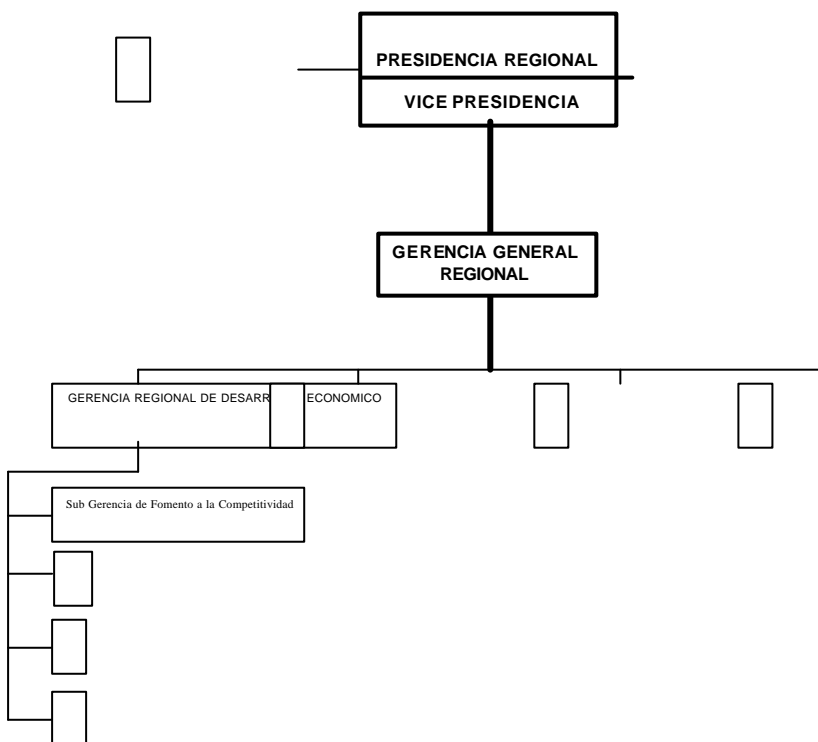 PRESIDENCIA REGIONAL
VICE PRESIDENCIA
GERENCIA GENERAL
REGIONAL
GERENCIA REGIONAL DE DESARR ECONOMICO
Sub Gerencia de Fomento a la Competitividad